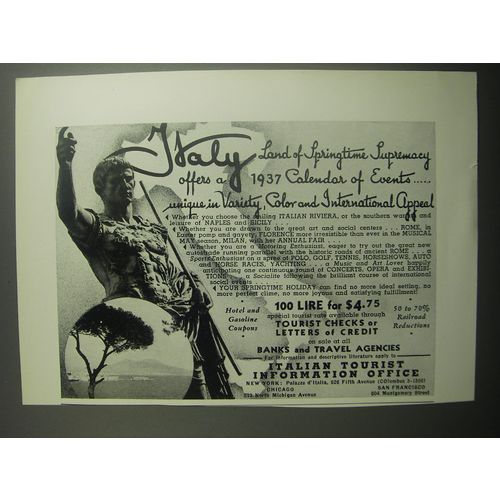 Italy Land of Springtime Supremacy
offers a 1937 Calendar of Events.....
unique in Variety, Color and International Appeal
Whether you choose the smiling ITALIAN RIVIERA, or the southern warmth and
leisure of NAPLES and SICILY . . .
Whether you are drawn to the great art and social centers . . . ROME, in
Easter pomp and gayety, FLORENCE more irresistible than ever in the MUSICAL
MAY season, MILAN, with her ANNUAL FAIR . . .
Whether you are a Motoring Enthusiast, eager to try out the great new
autostrade running parallel with the historic roads of ancient ROME . . . a
Sports Enthusiast on a spree of POLO, GOLF, TENNIS, HORSESHOWS, AUTO
and HORSE RACES, YACHTING . . . a Music and Art Lover happily
anticipating one continuous round of CONCERTS, OPERA and EXHIBI-
TIONS . . . a Socialite following the brilliant course of international
social events
YOUR SPRINGTIME HOLIDAY can find no more ideal setting, no
more perfect clime, no more joyous and satisfying fulfillment!
Hotel and
Gasoline
Coupons
100 LIRE for $4.75
special tourist rate available through
TOURIST CHECKS or
LETTERS of CREDIT
on sale at all
BANKS and TRAVEL AGENCIES
50 to 70%
Railroad
Reductions
For information and descriptive literature apply to
ITALIAN TOURIST
INFORMATION OFFICE
NEW YORK: Palazzo d'Italia, 626 Fifth Avenue (COlumbus 5-1300)
CHICAGO SAN FRANCISCO
333 North Michigan Avenue 604 Montgomery Street